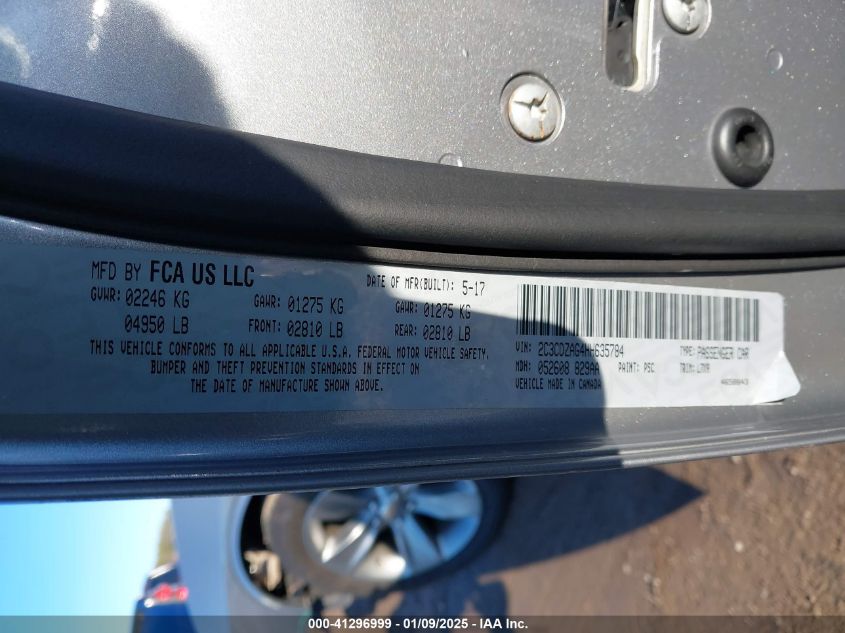 MFD BY FCA US LLC DATE OF MFR(BUILT): 5-17
GVWR: 02246 KG GAWR: 01275 KG GAWR: 01275 KG
04950 LB FRONT: 02810 LB REAR: 02810 LB
THIS VEHICLE CONFORMS TO ALL APPLICABLE U.S.A. FEDERAL MOTOR VEHICLE SAFETY,
BUMPER AND THEFT PREVENTION STANDARDS IN EFFECT ON
THE DATE OF MANUFACTURE SHOWN ABOVE.
VIN: 2C3CDZAG4HH635784 TYPE: PASSENGER CAR
MDH: 052608 829AA PAINT: PSC TRIM: LMX9
VEHICLE MADE IN CANADA
000-41296999 - 01/09/2025 - IAA Inc.